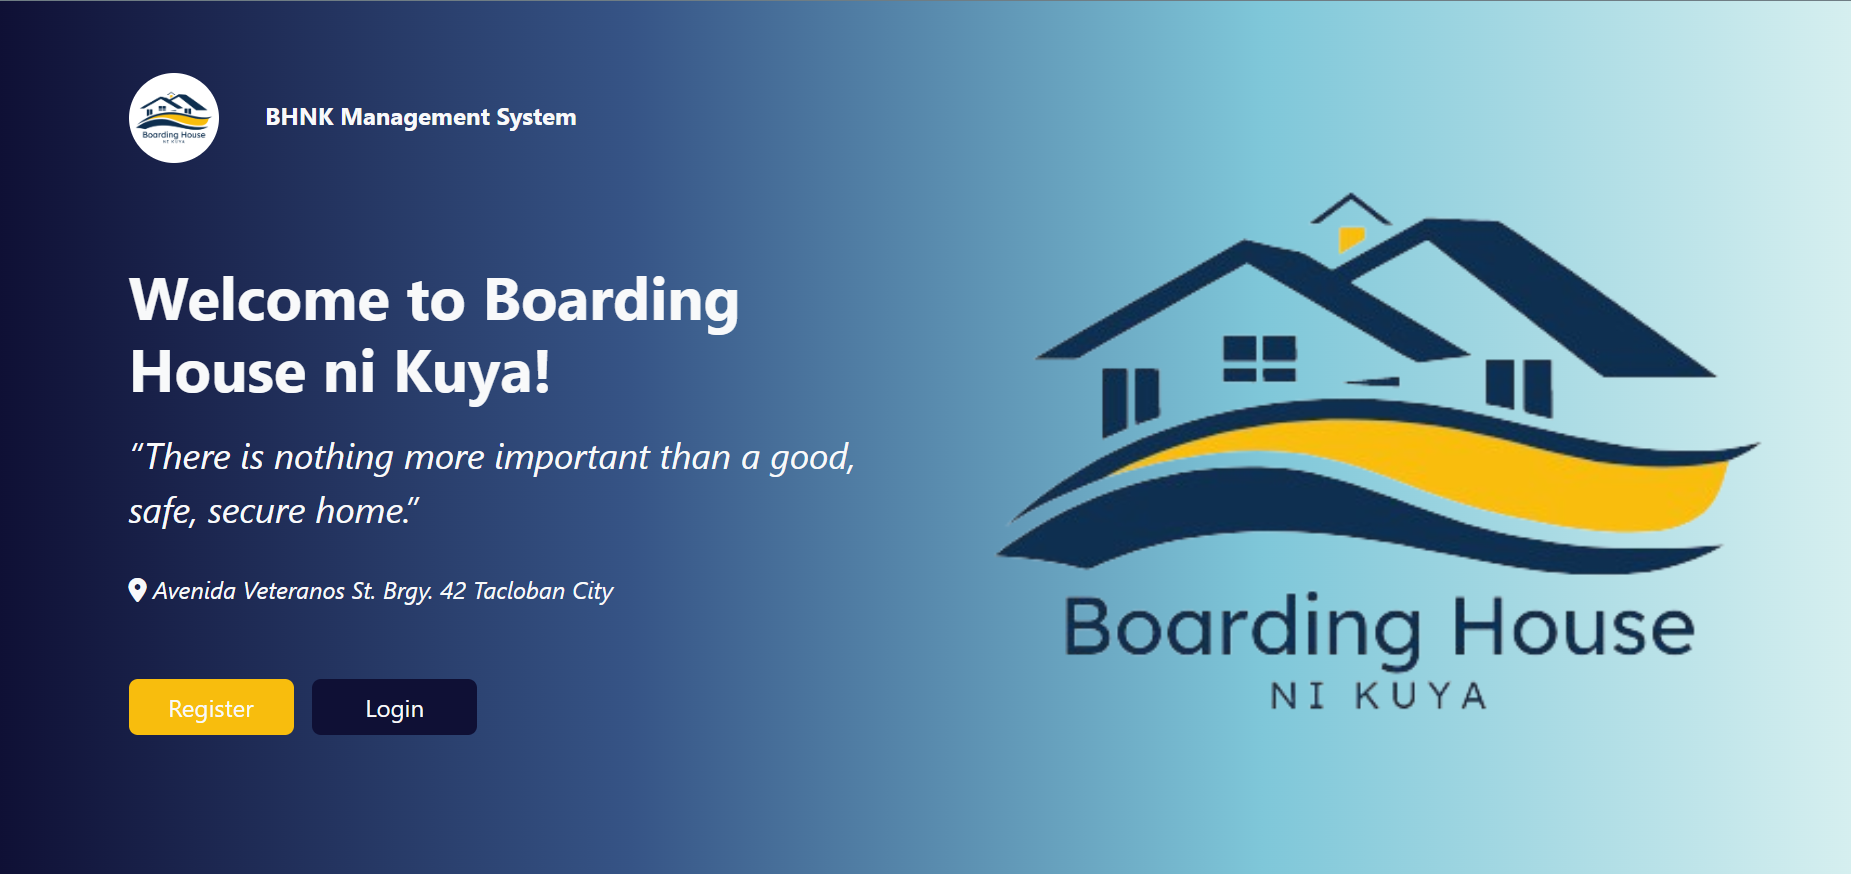 Boarding House
NI KUYA
BHNK Management System
Welcome to Boarding
House ni Kuya!
“There is nothing more important than a good,
safe, secure home.”
Avenida Veteranos St. Brgy. 42 Tacloban City
Register
Login
Boarding House
NI KUYA